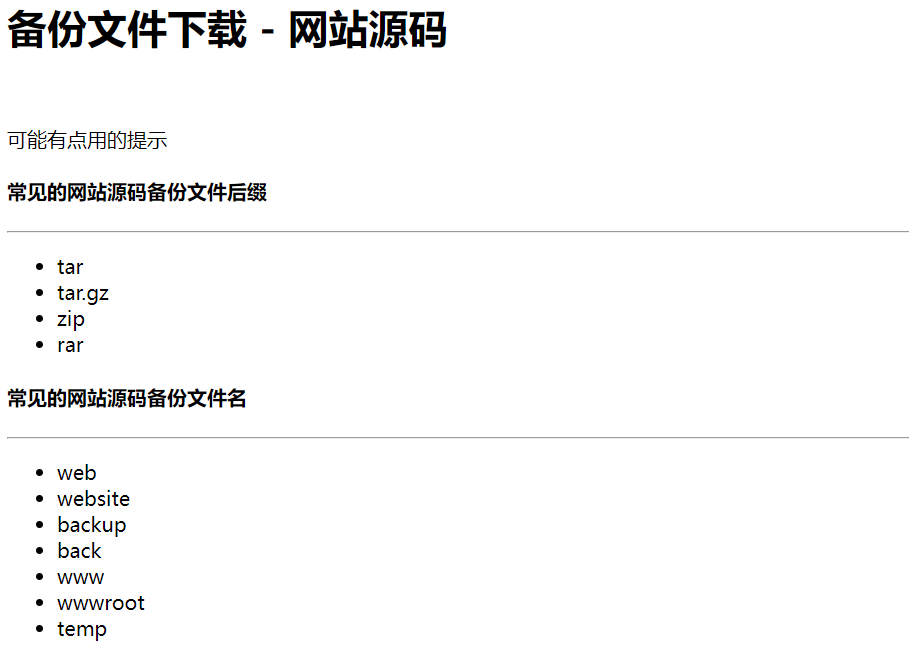 备份文件下载 - 网站源码
可能有点用的提示
常见的网站源码备份文件后缀
tar
tar.gz
zip
rar
常见的网站源码备份文件名
web
website
backup
back
www
wwwroot
temp